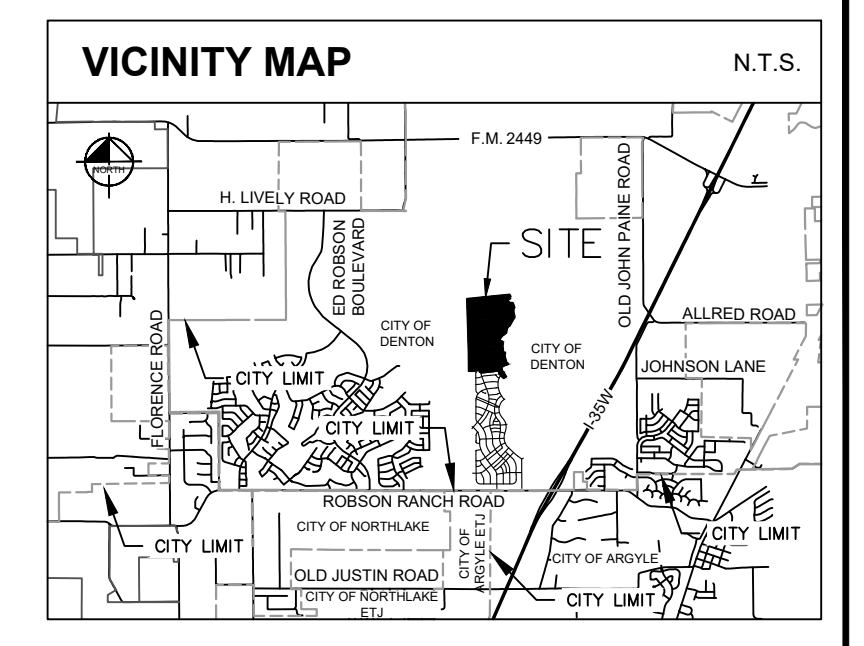 VICINITY MAP
N.T.S.
F.M. 2449
NORTH
H. LIVELY ROAD
OLD JOHN PAINE ROAD
ED ROBSON
BOULEVARD
SITE
FLORENCE ROAD
CITY OF
DENTON
ALLRED ROAD
CITY OF
DENTON
JOHNSON LANE
CITY LIMIT
I-35W
CITY LIMIT
ROBSON RANCH ROAD
CITY OF NORTHLAKE
CITY OF
ARGYLE ETJ
CITY LIMIT
CITY LIMIT
CITY OF ARGYLE
OLD JUSTIN ROAD
CITY OF NORTHLAKE
ETJ
CITY LIMIT